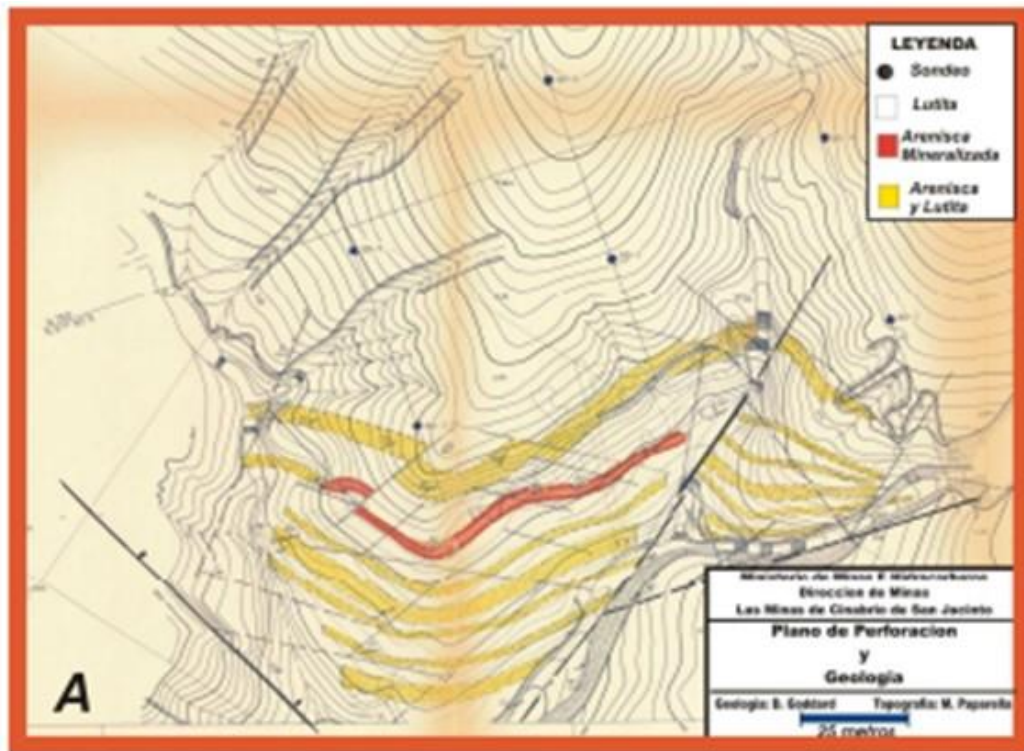 LEYENDA
Sondeo
Lutita
Arenisca
Mineralizada
Arenisca
y Lutita
Ministerio de Minas E Hidrocarburos
Direccion de Minas
Las Minas de Cinabrio de San Jacinto
Plano de Perforacion
y
Geologia
Geologia: D. Goddard Topografia: M. Paparella
25 metros
A